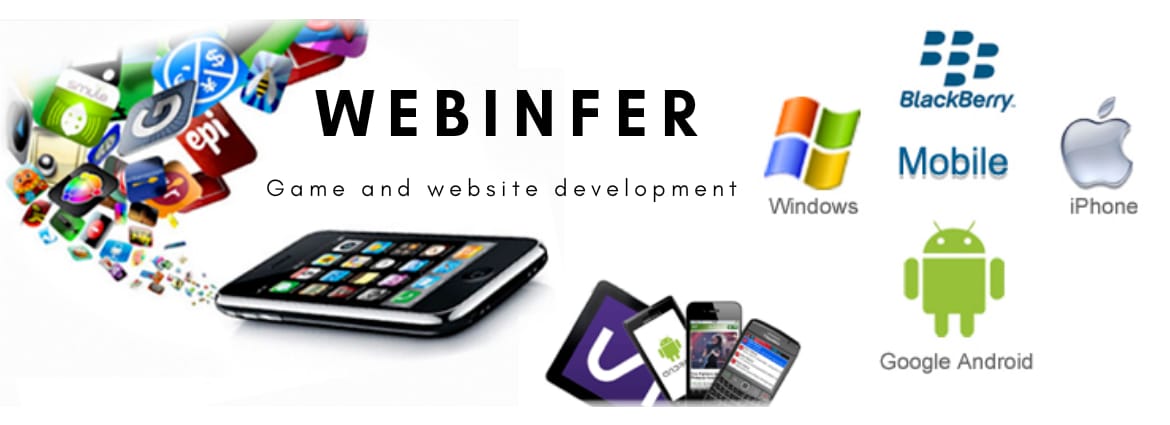 smule
epi
WEBINFER
Game and website development
BlackBerry.
Mobile
Windows
iPhone
Google Android